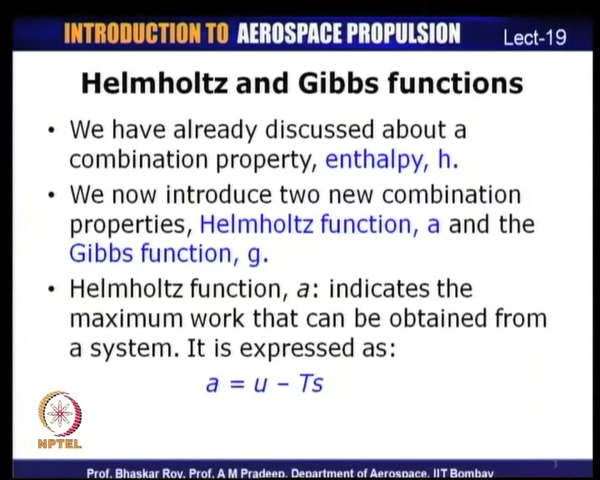 INTRODUCTION TO AEROSPACE PROPULSION
Lect-19
Helmholtz and Gibbs functions
• We have already discussed about a
combination property, enthalpy, h.
• We now introduce two new combination
properties, Helmholtz function, a and the
Gibbs function, g.
• Helmholtz function, a: indicates the
maximum work that can be obtained from
a system. It is expressed as:
a = u – Ts
NPTEL
3
Prof. Bhaskar Roy, Prof. A M Pradeep, Department of Aerospace, IIT Bombay